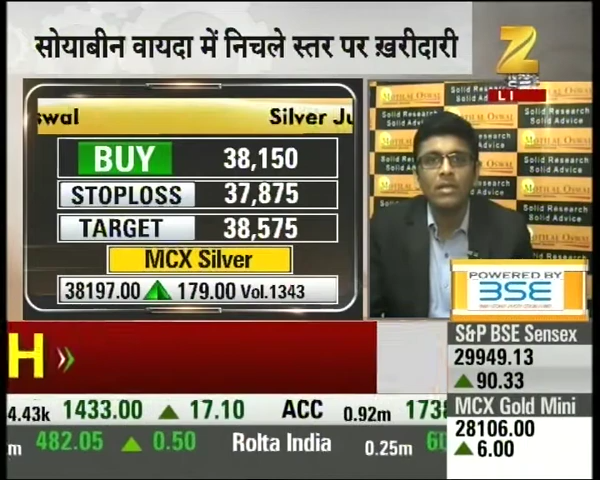 सोयाबीन वायदा में निचले स्तर पर ख़रीदारी
swal Silver Ju
BUY 38,150
STOPLOSS 37,875
TARGET 38,575
MCX Silver
38197.00 179.00 Vol.1343
MOTILAL OSWAL
Solid Research
Solid Advice
POWERED BY
BSE
H
S&P BSE Sensex
29949.13
90.33
MCX Gold Mini
28106.00
6.00
4.43k 1433.00 17.10 ACC 0.92m 1738
m 482.05 0.50 Rolta India 0.25m 60